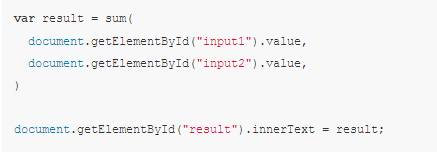 var result = sum(
  document.getElementById("input1").value,
  document.getElementById("input2").value,
)
document.getElementById("result").innerText = result;